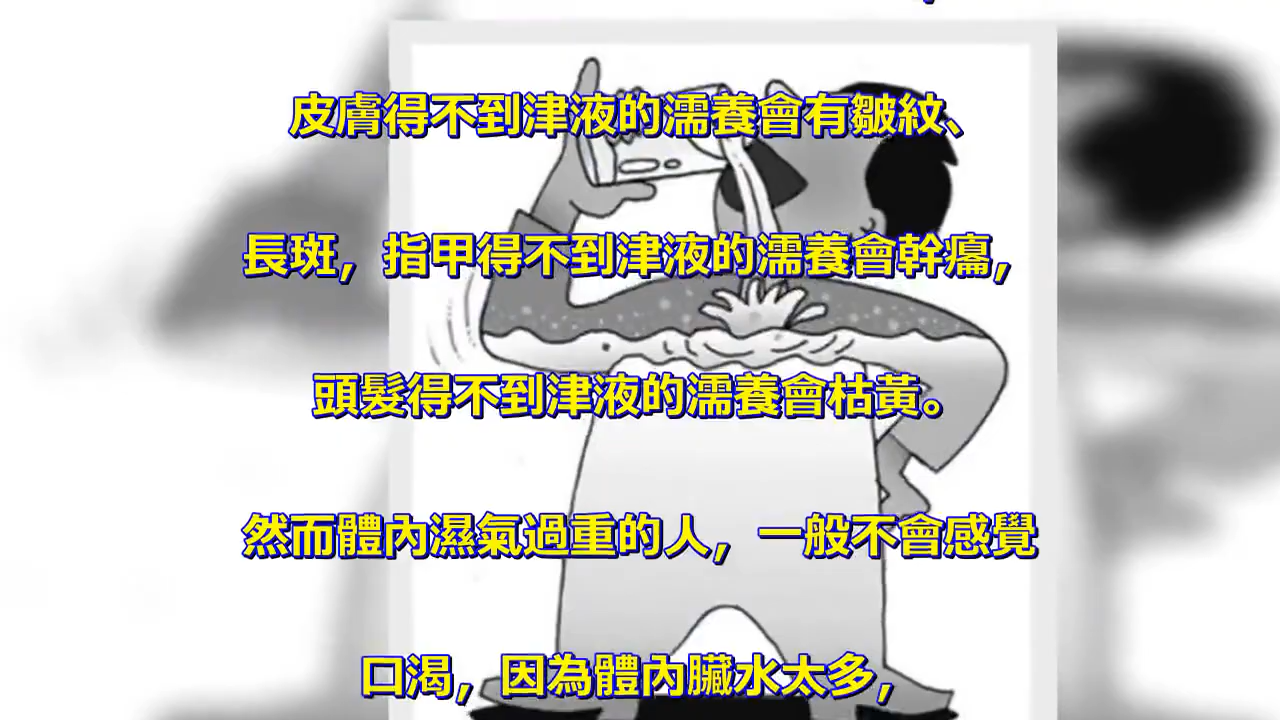 皮膚得不到津液的濡養會有皺紋、
長斑，指甲得不到津液的濡養會幹癟，
頭髮得不到津液的濡養會枯黃。
然而體內濕氣過重的人，一般不會感覺
口渴，因為體內臟水太多，